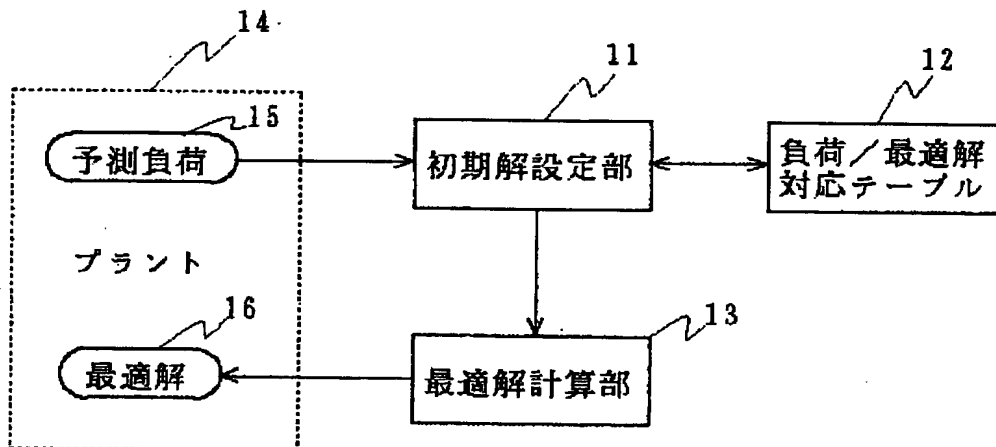 14
11
12
15
予測負荷
初期解設定部
負荷／最適解
対応テーブル
プラント
16
13
最適解
最適解計算部